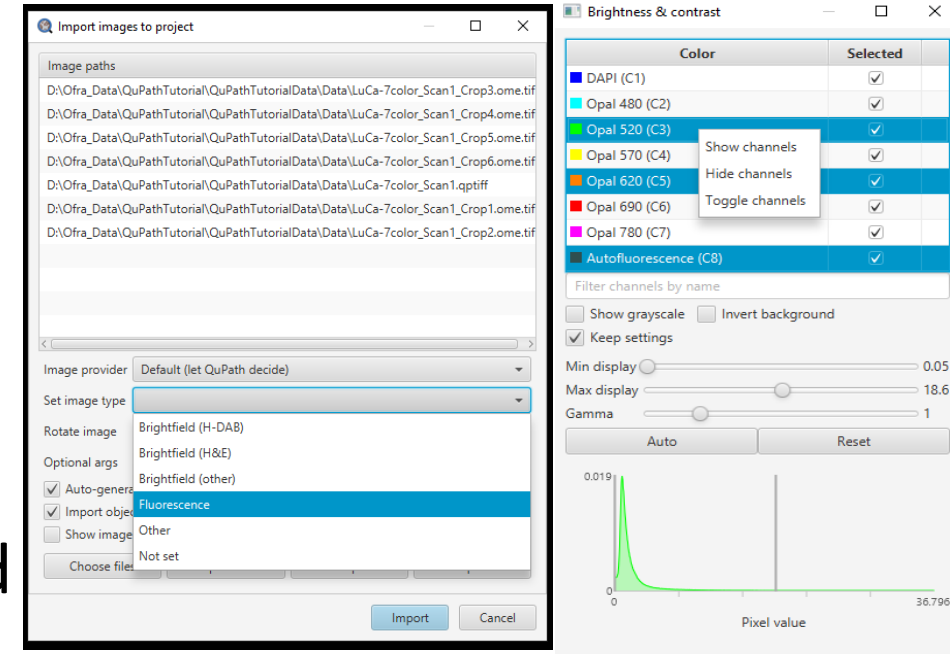 Import images to project
Image paths
D:\Ofra_Data\QuPathTutorial\QuPathTutorialData\Data\LuCa-7color_Scan1_Crop3.ome.tif
D:\Ofra_Data\QuPathTutorial\QuPathTutorialData\Data\LuCa-7color_Scan1_Crop4.ome.tif
D:\Ofra_Data\QuPathTutorial\QuPathTutorialData\Data\LuCa-7color_Scan1_Crop5.ome.tif
D:\Ofra_Data\QuPathTutorial\QuPathTutorialData\Data\LuCa-7color_Scan1_Crop6.ome.tif
D:\Ofra_Data\QuPathTutorial\QuPathTutorialData\Data\LuCa-7color_Scan1.qptiff
D:\Ofra_Data\QuPathTutorial\QuPathTutorialData\Data\LuCa-7color_Scan1_Crop1.ome.tif
D:\Ofra_Data\QuPathTutorial\QuPathTutorialData\Data\LuCa-7color_Scan1_Crop2.ome.tif
Image provider Default (let QuPath decide)
Set image type
Rotate image
Optional args
Auto-genera
Import objec
Show image
Choose files
Brightfield (H-DAB)
Brightfield (H&E)
Brightfield (other)
Fluorescence
Other
Not set
Import Cancel
Brightness & contrast
Color Selected
DAPI (C1)
Opal 480 (C2)
Opal 520 (C3)
Opal 570 (C4)
Opal 620 (C5)
Opal 690 (C6)
Opal 780 (C7)
Autofluorescence (C8)
Show channels
Hide channels
Toggle channels
Filter channels by name
Show grayscale Invert background
Keep settings
Min display 0.05
Max display 18.6
Gamma 1
Auto Reset
0.019
0
0 36.796
Pixel value